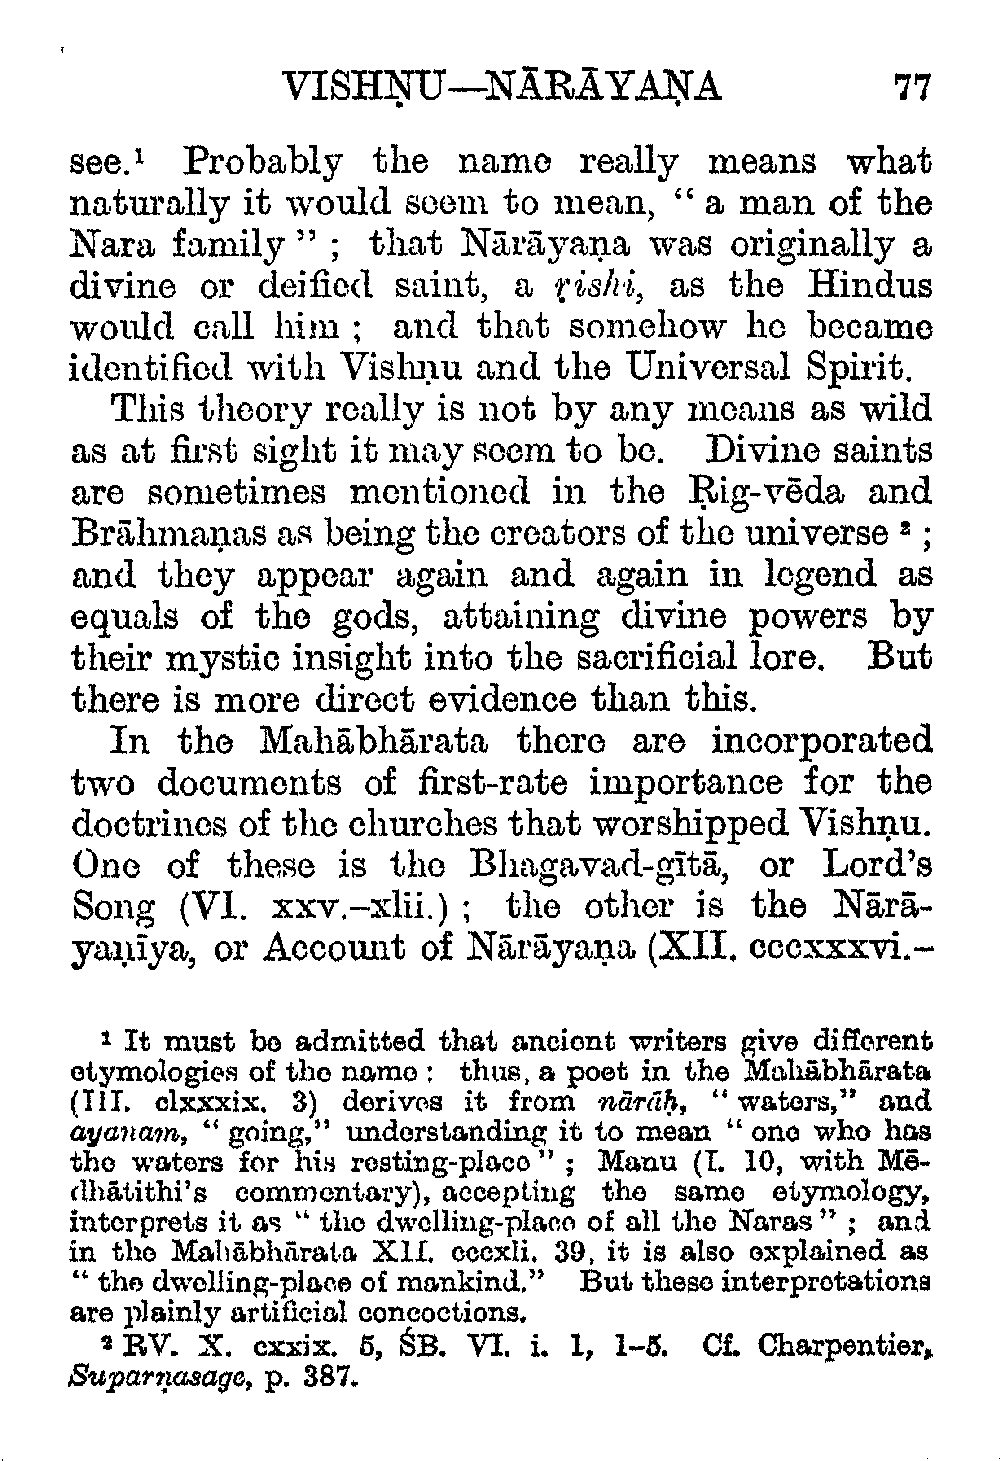 VISHṆU—NĀRĀYAṆA 77
see.¹ Probably the name really means what
naturally it would seem to mean, “ a man of the
Nara family ” ; that Nārāyaṇa was originally a
divine or deified saint, a ṛishi, as the Hindus
would call him ; and that somehow he became
identified with Vishṇu and the Universal Spirit.
This theory really is not by any means as wild
as at first sight it may seem to be. Divine saints
are sometimes mentioned in the Ṛig-vēda and
Brāhmaṇas as being the creators of the universe ² ;
and they appear again and again in legend as
equals of the gods, attaining divine powers by
their mystic insight into the sacrificial lore. But
there is more direct evidence than this.
In the Mahābhārata there are incorporated
two documents of first-rate importance for the
doctrines of the churches that worshipped Vishṇu.
One of these is the Bhagavad-gītā, or Lord’s
Song (VI. xxv.–xlii.) ; the other is the Nārā-
yaṇīya, or Account of Nārāyaṇa (XII. cccxxxvi.–
¹ It must be admitted that ancient writers give different
etymologies of the name : thus, a poet in the Mahābhārata
(III. clxxxix. 3) derives it from nārāḥ, “ waters,” and
ayanam, “ going,” understanding it to mean “ one who has
the waters for his resting-place ” ; Manu (I. 10, with Mē-
dhātithi’s commentary), accepting the same etymology,
interprets it as “ the dwelling-place of all the Naras ” ; and
in the Mahābhārata XII. cccxli. 39, it is also explained as
“ the dwelling-place of mankind.” But these interpretations
are plainly artificial concoctions.
² RV. X. cxxix. 5, ŚB. VI. i. 1, 1–5. Cf. Charpentier,
Suparṇasage, p. 387.